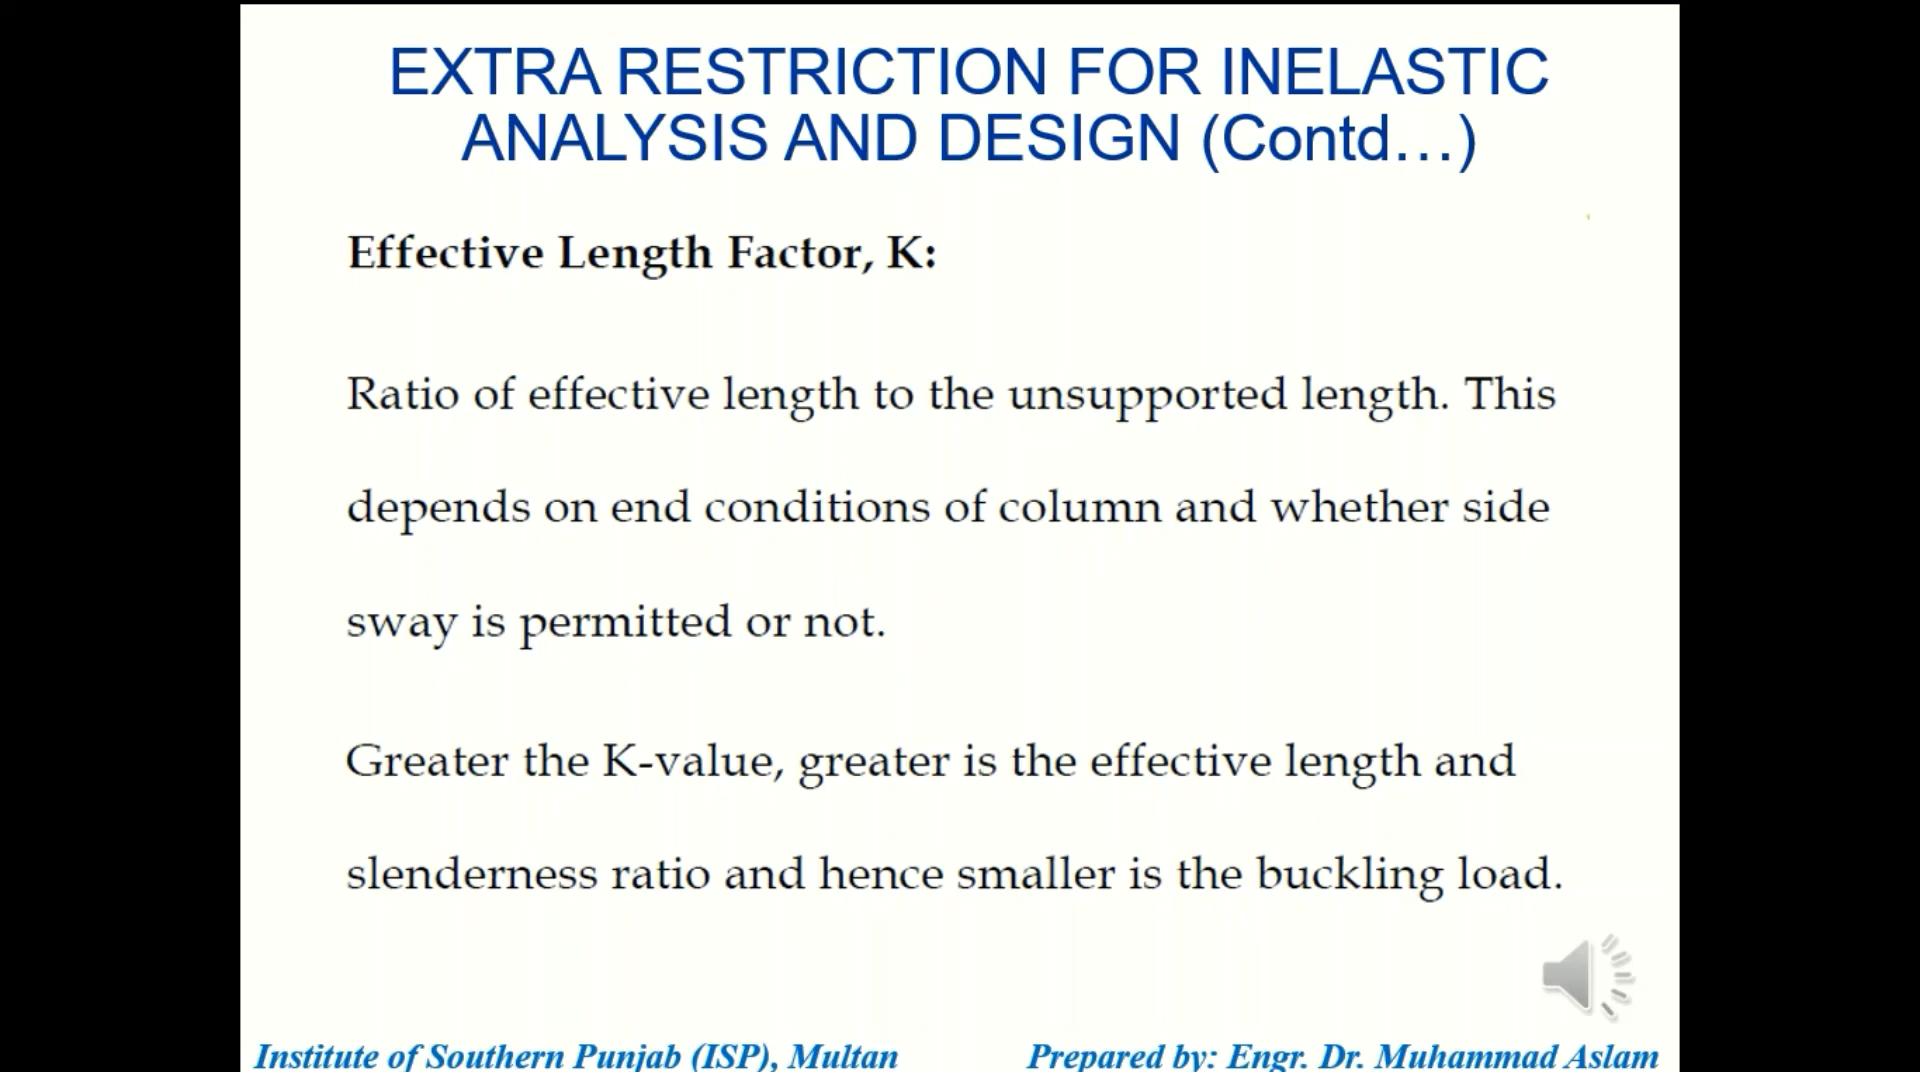 EXTRA RESTRICTION FOR INELASTIC
ANALYSIS AND DESIGN (Contd…)
Effective Length Factor, K:
Ratio of effective length to the unsupported length. This
depends on end conditions of column and whether side
sway is permitted or not.
Greater the K-value, greater is the effective length and
slenderness ratio and hence smaller is the buckling load.
Institute of Southern Punjab (ISP), Multan
Prepared by: Engr. Dr. Muhammad Aslam